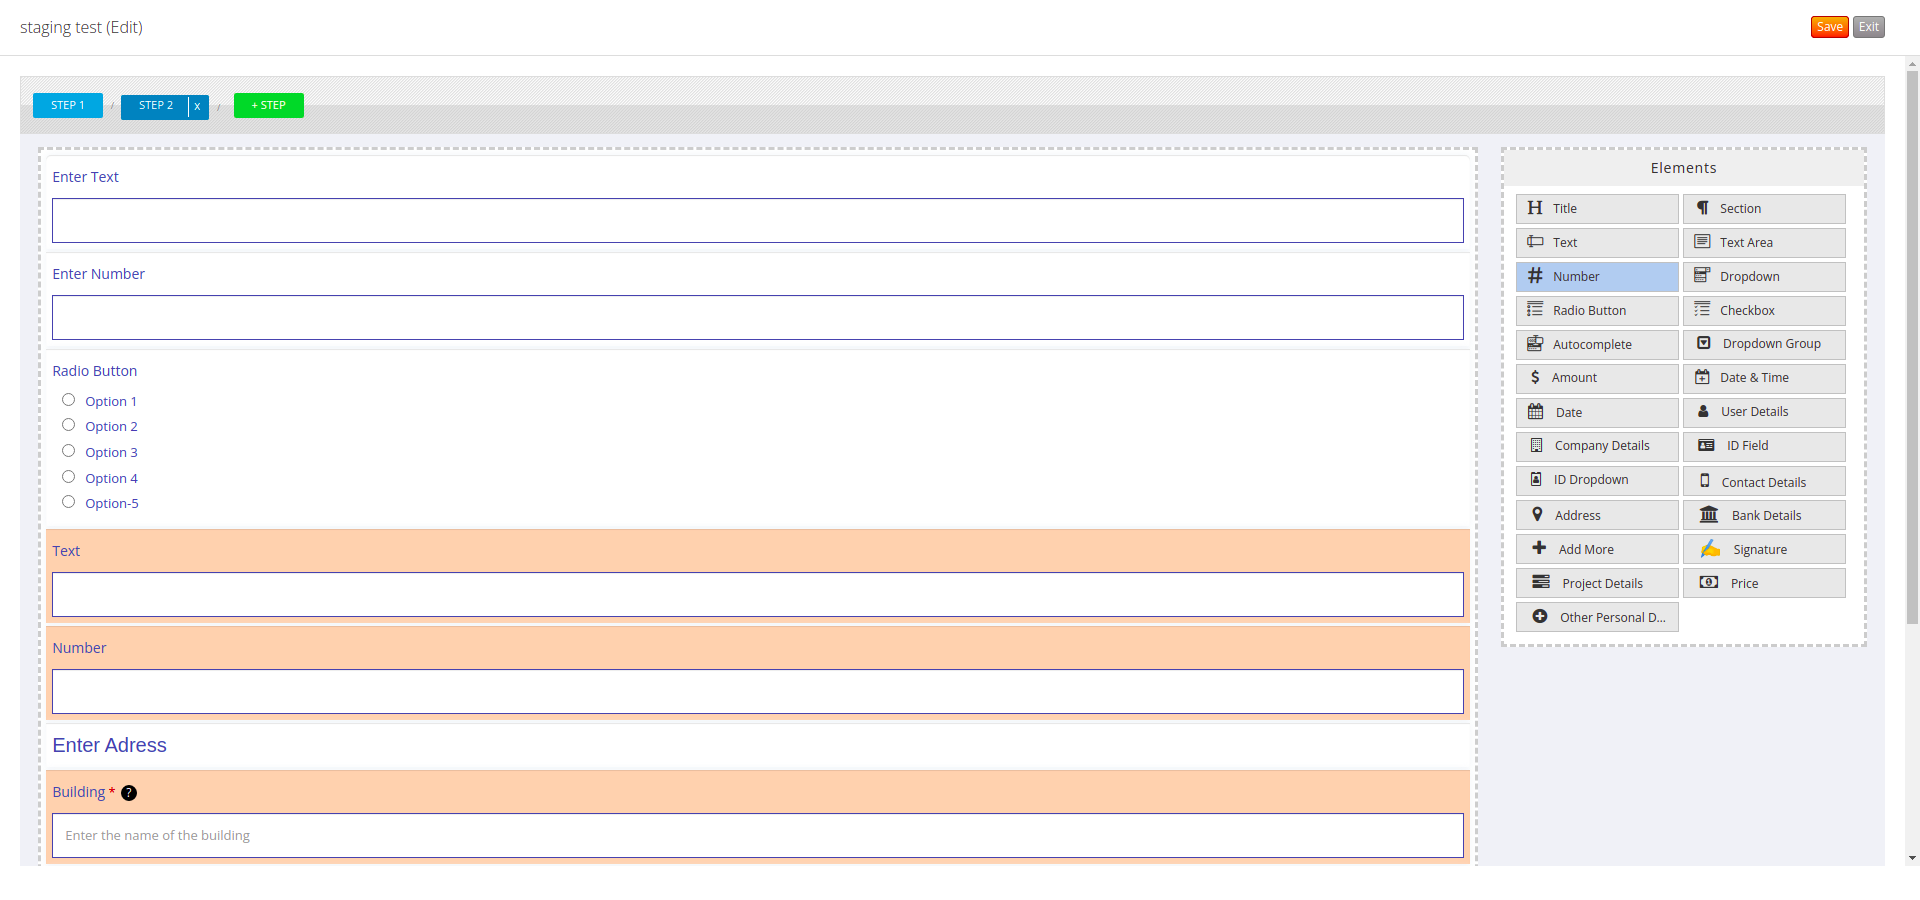 staging test (Edit)
Save Exit
STEP 1 / STEP 2 x / + STEP
Enter Text
Enter Number
Radio Button
Option 1
Option 2
Option 3
Option 4
Option-5
Text
Number
Enter Adress
Building * ?
Enter the name of the building
Elements
Title Section
Text Text Area
Number Dropdown
Radio Button Checkbox
Autocomplete Dropdown Group
Amount Date & Time
Date User Details
Company Details ID Field
ID Dropdown Contact Details
Address Bank Details
Add More Signature
Project Details Price
Other Personal D...